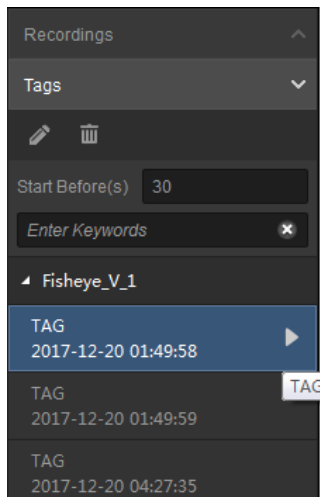 Recordings
Tags
Start Before(s) 30
Enter Keywords
Fisheye_V_1
TAG
2017-12-20 01:49:58
TAG
TAG
2017-12-20 01:49:59
TAG
2017-12-20 04:27:35